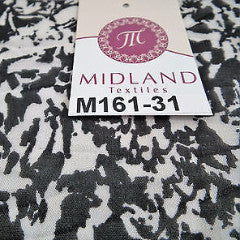 M
MIDLAND
Textiles
M161-31